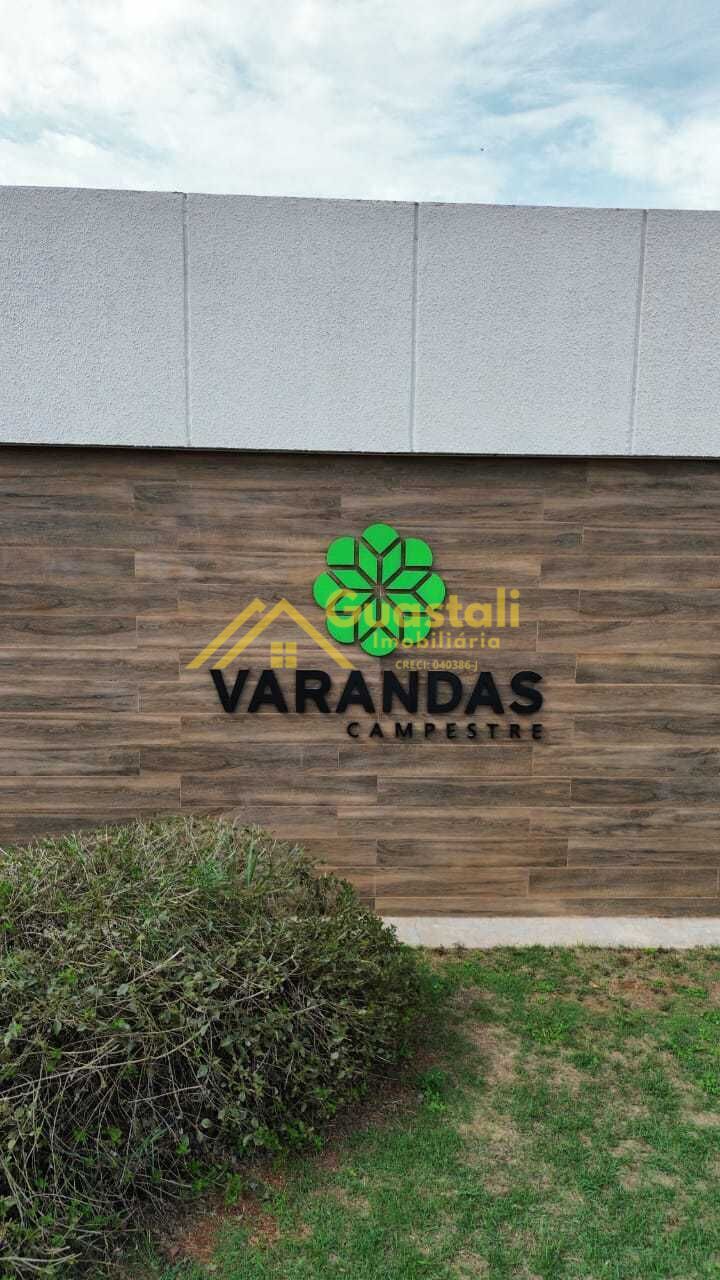 Guastali
Imobiliária
CRECI: 040386-J
VARANDAS
CAMPESTRE